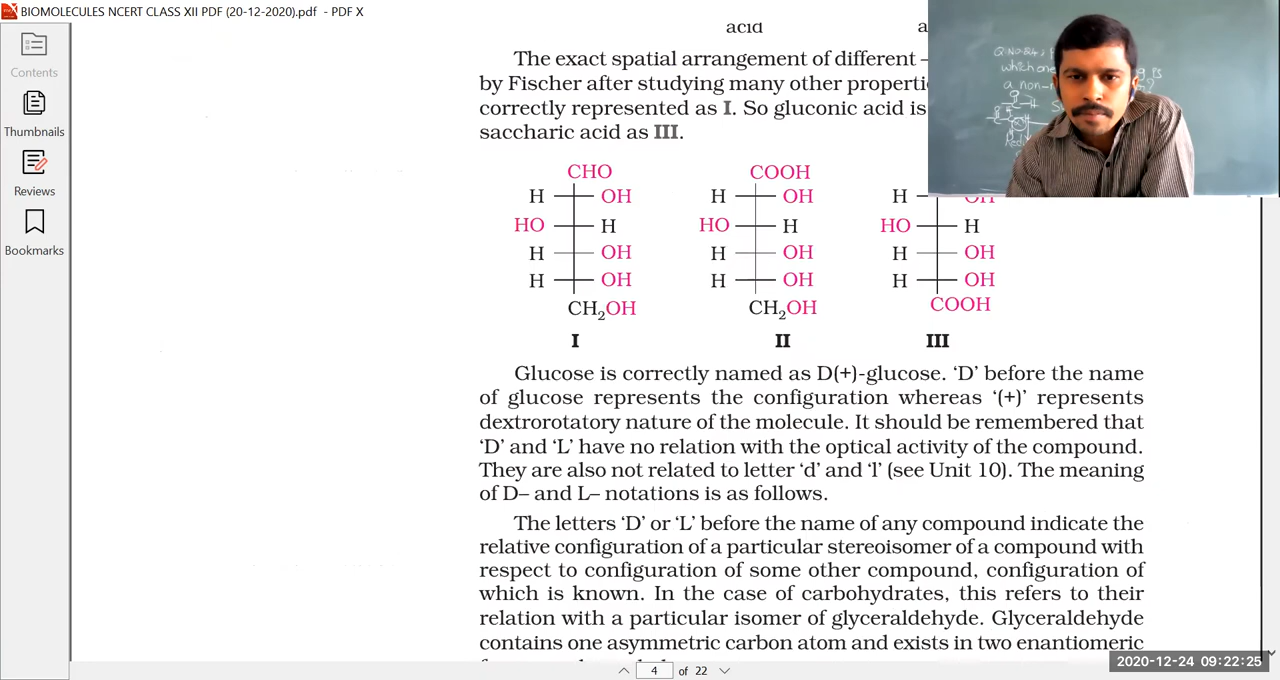 BIOMOLECULES NCERT CLASS XII PDF (20-12-2020).pdf - PDF X
Contents
Thumbnails
Reviews
Bookmarks
acid
a
The exact spatial arrangement of different –
by Fischer after studying many other properti
correctly represented as I. So gluconic acid is
saccharic acid as III.
Q.No.24:
which one
a non-
CHO
H OH
HO H
H OH
H OH
CH₂OH
I
COOH
H OH
HO H
H OH
H OH
CH₂OH
II
H OH
HO H
H OH
H OH
COOH
III
Glucose is correctly named as D(+)-glucose. ‘D’ before the name
of glucose represents the configuration whereas ‘(+)’ represents
dextrorotatory nature of the molecule. It should be remembered that
‘D’ and ‘L’ have no relation with the optical activity of the compound.
They are also not related to letter ‘d’ and ‘l’ (see Unit 10). The meaning
of D– and L– notations is as follows.
The letters ‘D’ or ‘L’ before the name of any compound indicate the
relative configuration of a particular stereoisomer of a compound with
respect to configuration of some other compound, configuration of
which is known. In the case of carbohydrates, this refers to their
relation with a particular isomer of glyceraldehyde. Glyceraldehyde
contains one asymmetric carbon atom and exists in two enantiomeric
4 of 22
2020-12-24 09:22:25